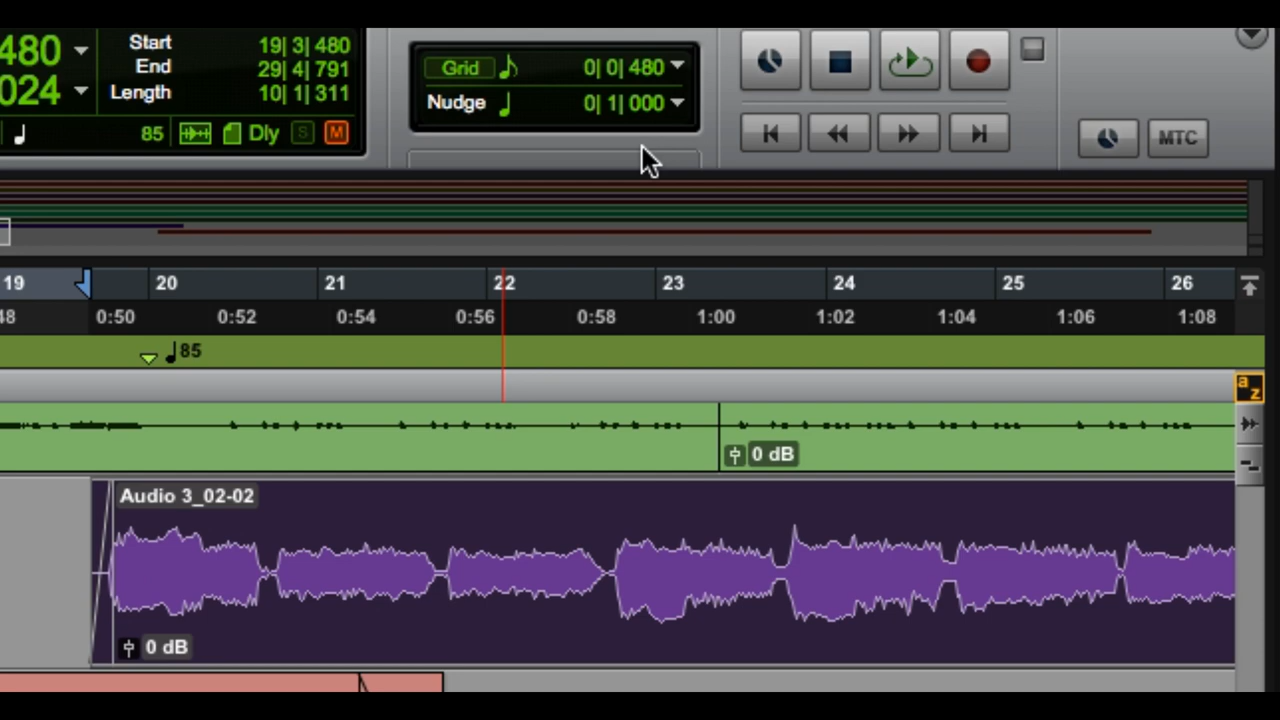 480 Start 19| 3| 480
Grid 0| 0| 480
024 End 29| 4| 791
Length 10| 1| 311
Nudge 0| 1| 000
85 Dly S M
MTC
19 20 21 22 23 24 25 26
48 0:50 0:52 0:54 0:56 0:58 1:00 1:02 1:04 1:06 1:08
85
a z
0 dB
Audio 3_02-02
0 dB